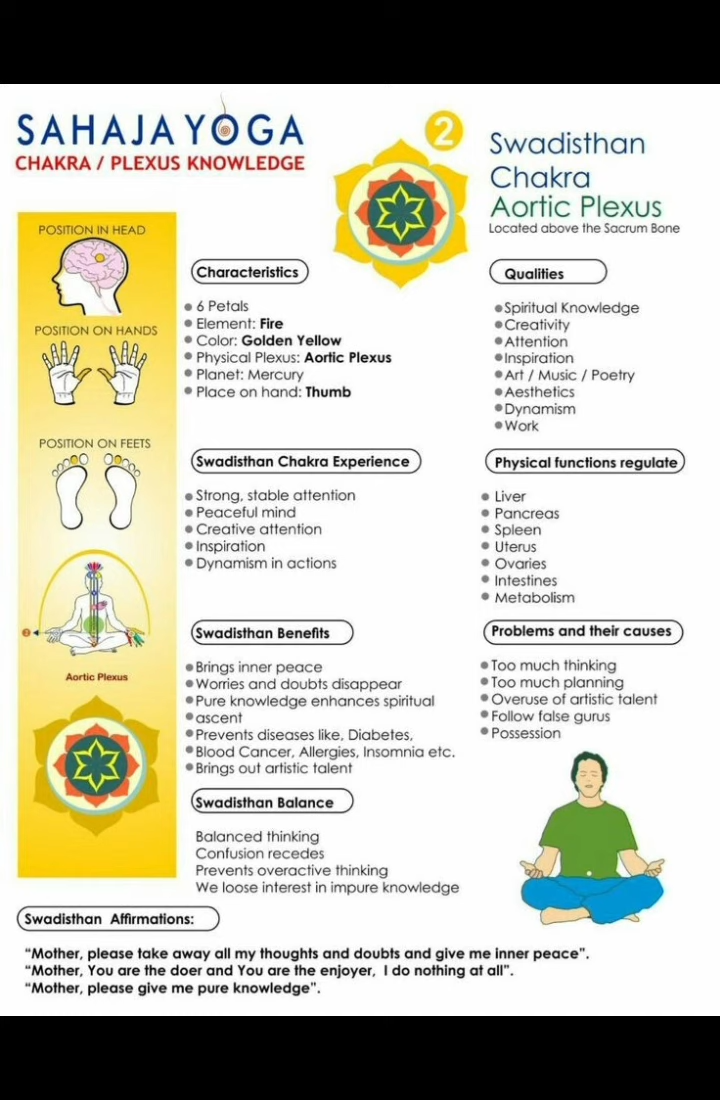 SAHAJA YOGA
CHAKRA / PLEXUS KNOWLEDGE
2
Swadisthan
Chakra
Aortic Plexus
Located above the Sacrum Bone
POSITION IN HEAD
POSITION ON HANDS
POSITION ON FEETS
2
Aortic Plexus
Characteristics
6 Petals
Element: Fire
Color: Golden Yellow
Physical Plexus: Aortic Plexus
Planet: Mercury
Place on hand: Thumb
Qualities
Spiritual Knowledge
Creativity
Attention
Inspiration
Art / Music / Poetry
Aesthetics
Dynamism
Work
Swadisthan Chakra Experience
Strong, stable attention
Peaceful mind
Creative attention
Inspiration
Dynamism in actions
Physical functions regulate
Liver
Pancreas
Spleen
Uterus
Ovaries
Intestines
Metabolism
Swadisthan Benefits
Brings inner peace
Worries and doubts disappear
Pure knowledge enhances spiritual
ascent
Prevents diseases like, Diabetes,
Blood Cancer, Allergies, Insomnia etc.
Brings out artistic talent
Problems and their causes
Too much thinking
Too much planning
Overuse of artistic talent
Follow false gurus
Possession
Swadisthan Balance
Balanced thinking
Confusion recedes
Prevents overactive thinking
We loose interest in impure knowledge
Swadisthan Affirmations:
“Mother, please take away all my thoughts and doubts and give me inner peace”.
“Mother, You are the doer and You are the enjoyer, I do nothing at all”.
“Mother, please give me pure knowledge”.